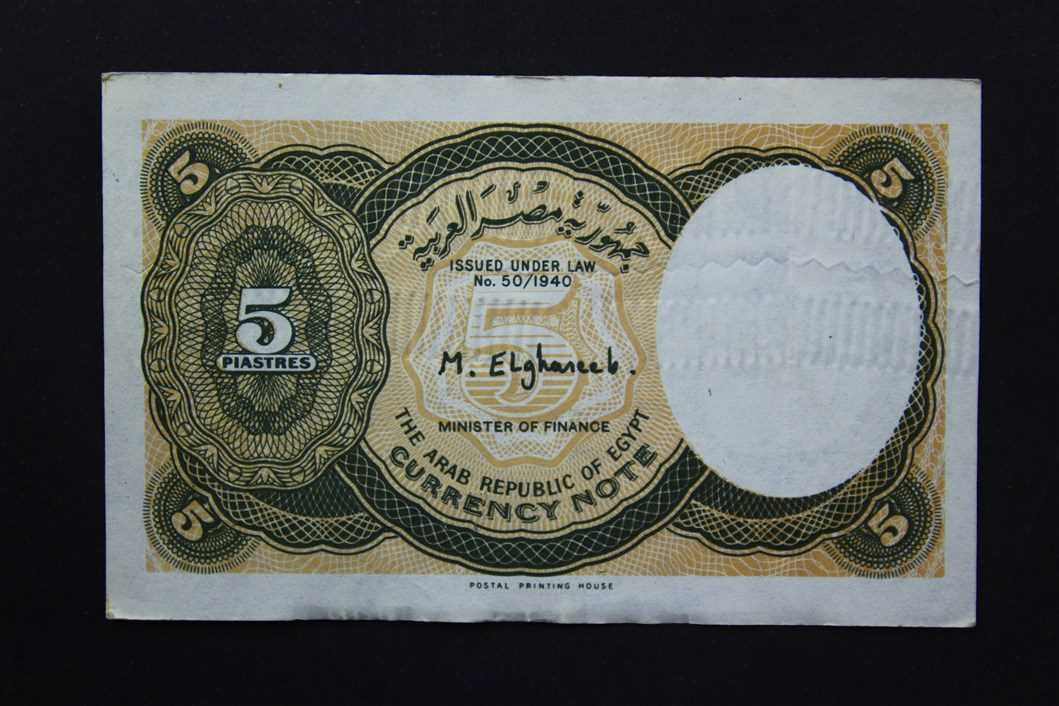 5 5
جمهورية مصر العربية
ISSUED UNDER LAW
No. 50/1940
5
PIASTRES
5
M. Elghareeb.
MINISTER OF FINANCE
THE ARAB REPUBLIC OF EGYPT
CURRENCY NOTE
5 5
POSTAL PRINTING HOUSE